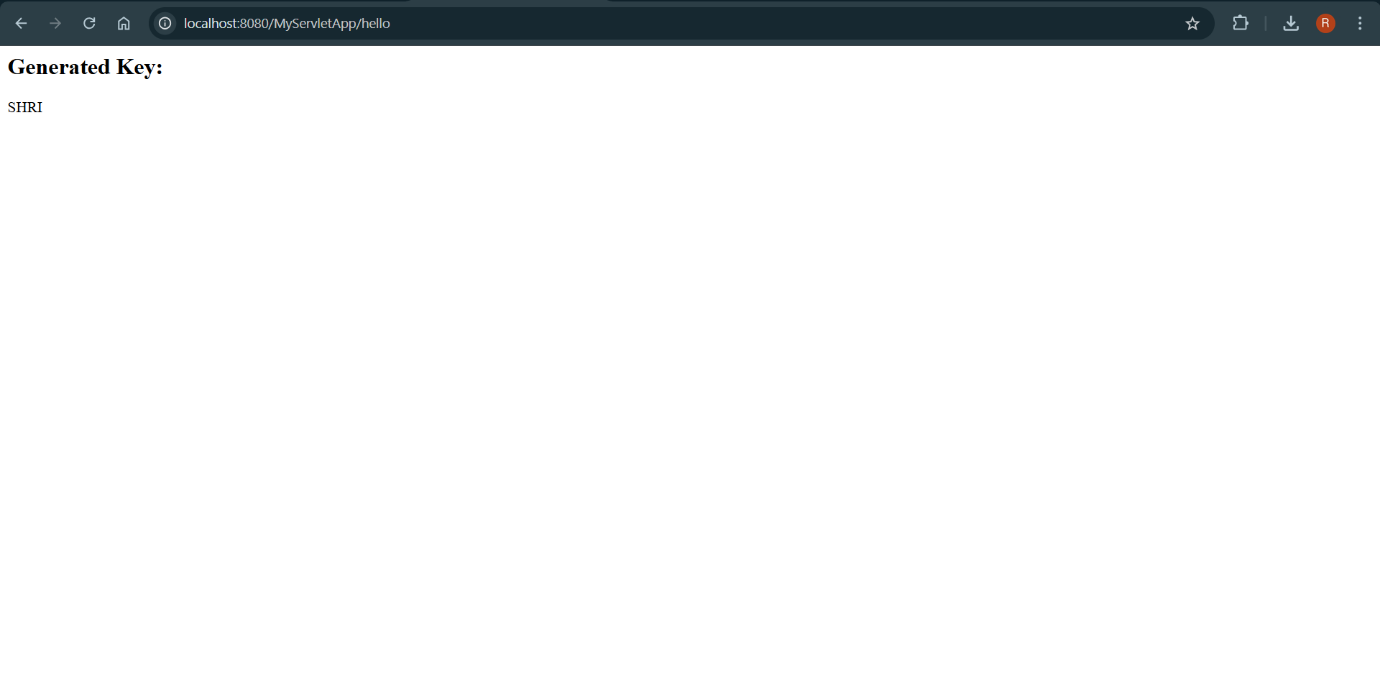 localhost:8080/MyServletApp/hello
R
Generated Key:
SHRI